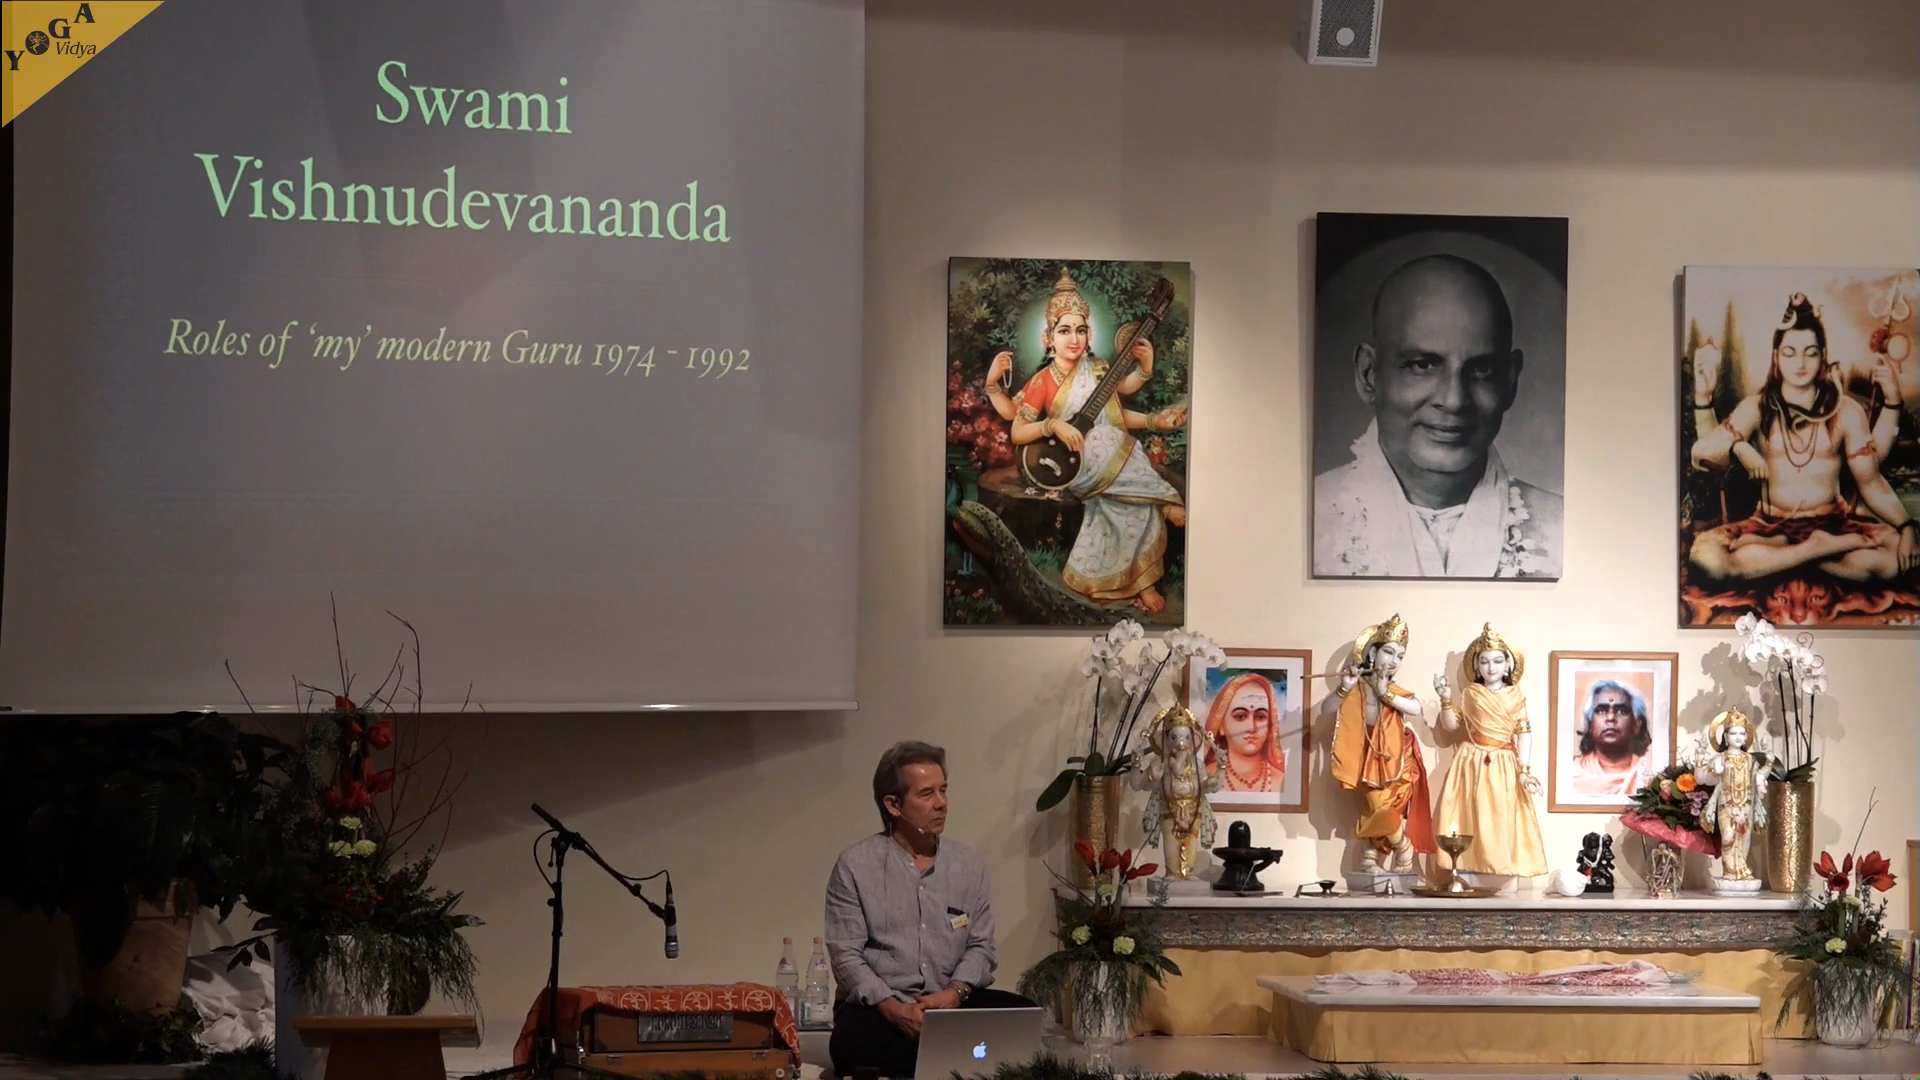 YOGA
Vidya
Swami
Vishnudevananda
Roles of ‘my’ modern Guru 1974 - 1992